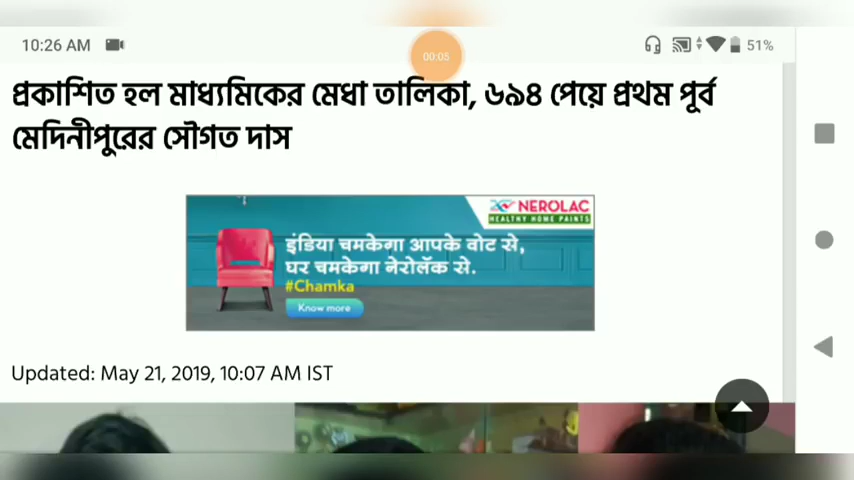 10:26 AM
00:05
51%
প্রকাশিত হল মাধ্যমিকের মেধা তালিকা, ৬৯৪ পেয়ে প্রথম পূর্ব
মেদিনীপুরের সৌগত দাস
NEROLAC
HEALTHY HOME PAINTS
इंडिया चमकेगा आपके वोट से,
घर चमकेगा नेरोलॅक से.
#Chamka
Know more
Updated: May 21, 2019, 10:07 AM IST